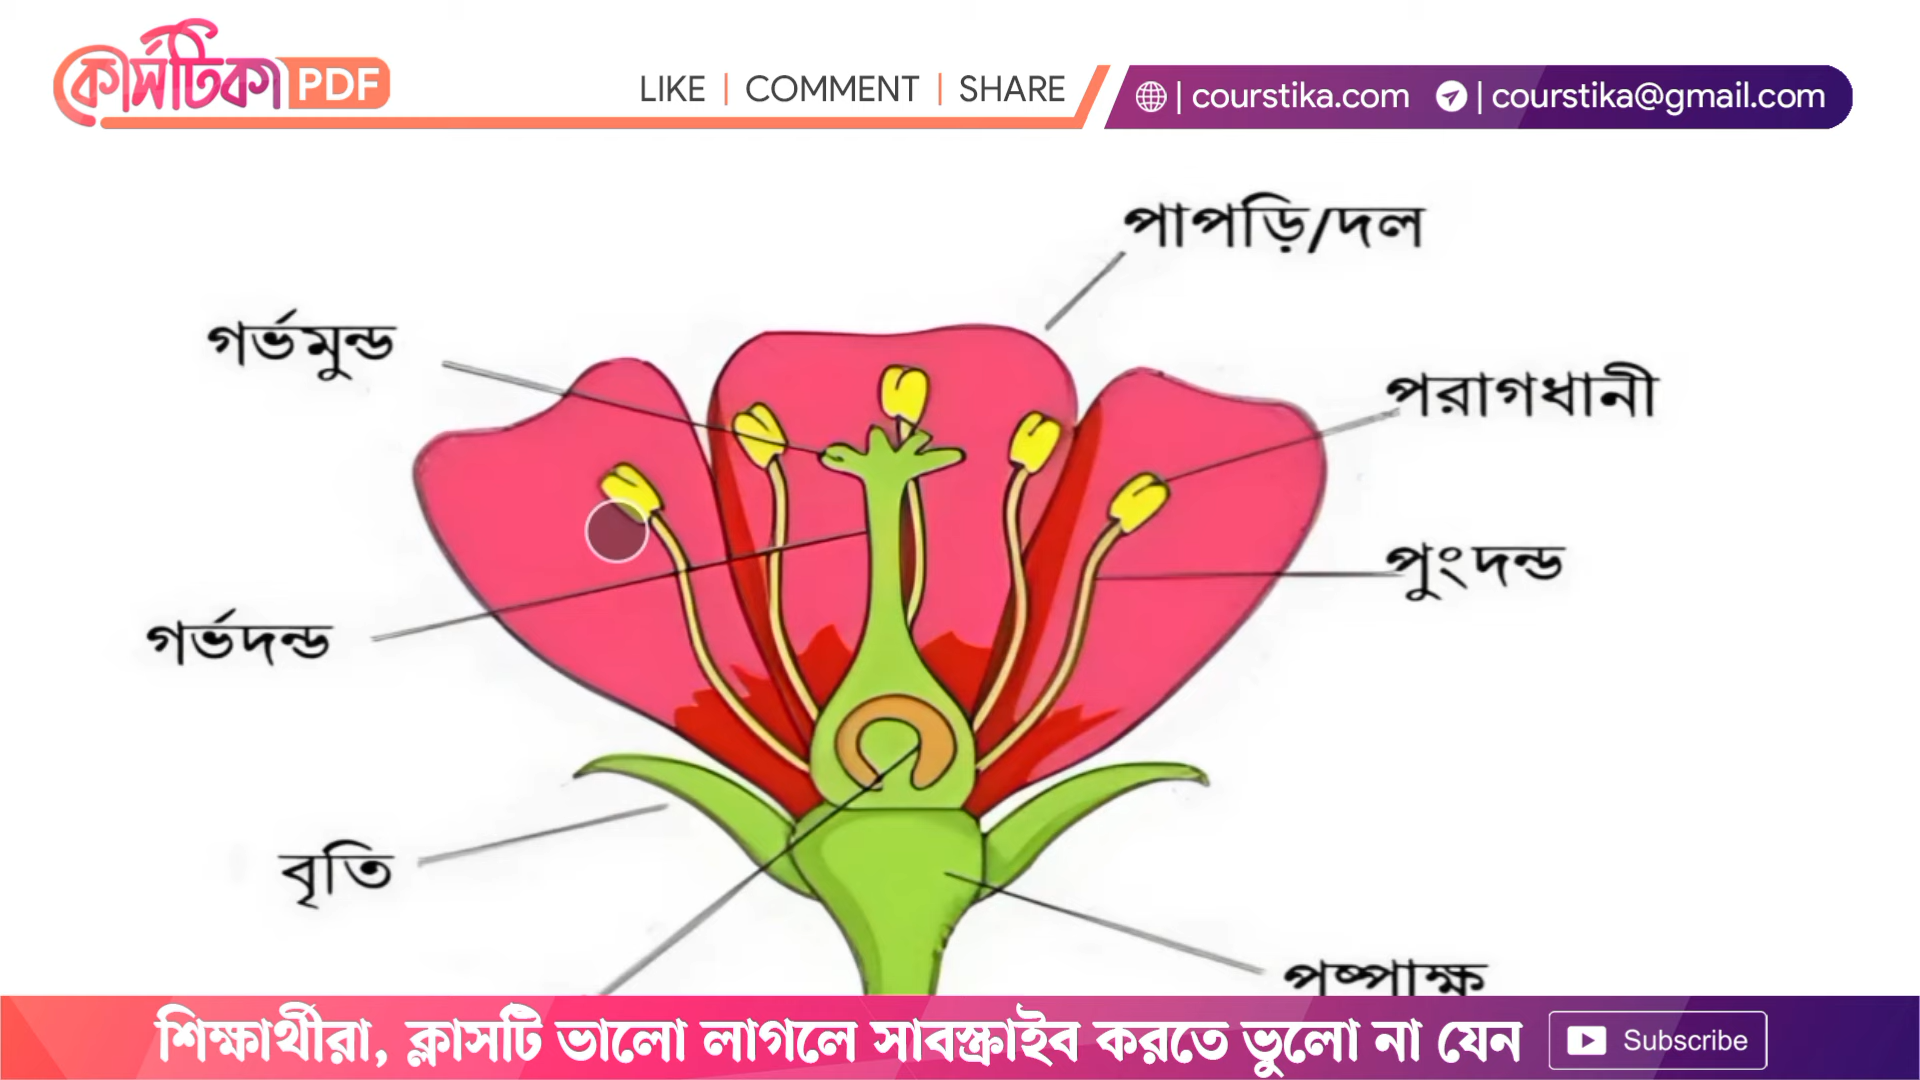 কোর্সটিকা PDF
LIKE | COMMENT | SHARE
| courstika.com | courstika@gmail.com
পাপড়ি/দল
গর্ভমুন্ড
পরাগধানী
পুংদন্ড
গর্ভদন্ড
বৃতি
পুষ্পাক্ষ
শিক্ষার্থীরা, ক্লাসটি ভালো লাগলে সাবস্ক্রাইব করতে ভুলো না যেন
Subscribe